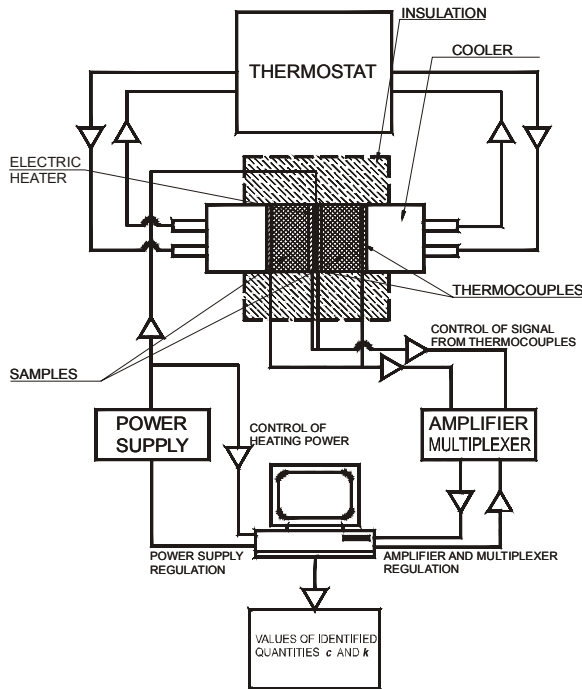 INSULATION
COOLER
THERMOSTAT
ELECTRIC
HEATER
THERMOCOUPLES
CONTROL OF SIGNAL
FROM THERMOCOUPLES
SAMPLES
POWER
SUPPLY
CONTROL OF
HEATING POWER
AMPLIFIER
MULTIPLEXER
POWER SUPPLY
REGULATION
AMPLIFIER AND MULTIPLEXER
REGULATION
VALUES OF IDENTIFIED
QUANTITIES c AND k